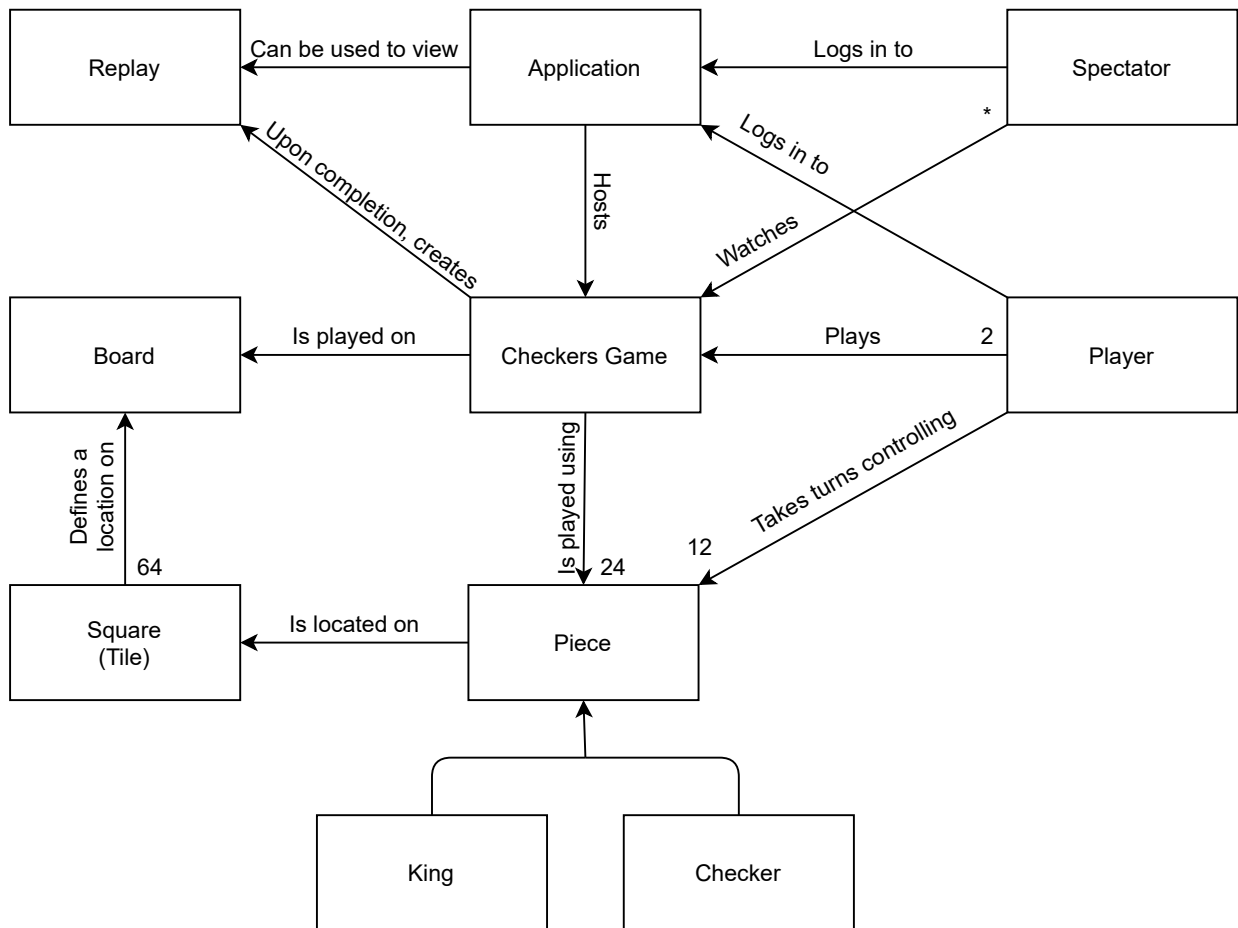 Replay
Can be used to view
Application
Logs in to
Spectator
*
Logs in to
Upon completion, creates
Hosts
Watches
Board
Is played on
Checkers Game
Plays
2
Player
Defines a
location on
Is played using
Takes turns controlling
64
24
12
Square
(Tile)
Is located on
Piece
King
Checker